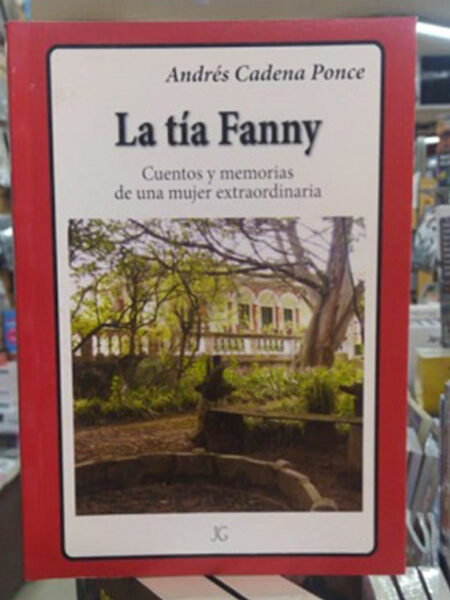 Andrés Cadena Ponce
La tía Fanny
Cuentos y memorias
de una mujer extraordinaria
JG